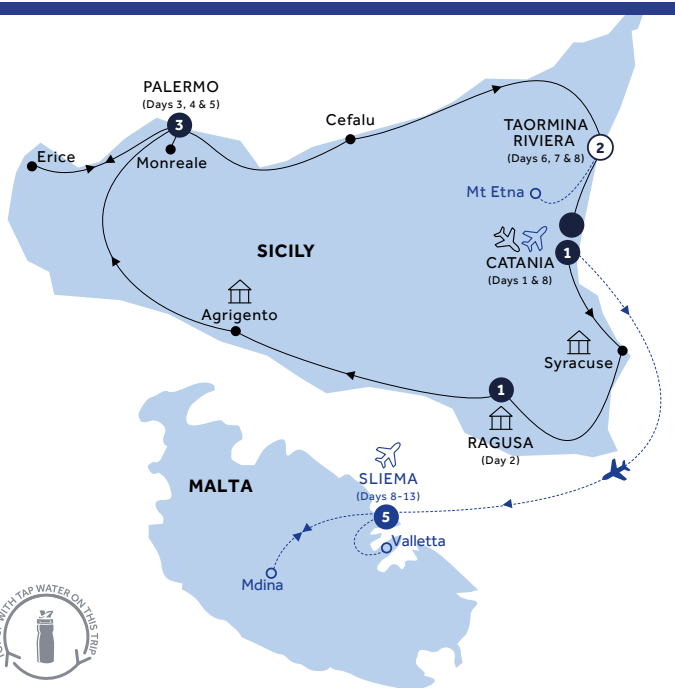 PALERMO
(Days 3, 4 & 5)
3
Cefalu
TAORMINA
RIVIERA
(Days 6, 7 & 8)
2
Erice
Monreale
Mt Etna
SICILY
1
CATANIA
(Days 1 & 8)
Agrigento
Syracuse
1
RAGUSA
(Day 2)
MALTA
SLIEMA
(Days 8-13)
5
Valletta
Mdina
WITH TAP WATER ON THIS TRIP